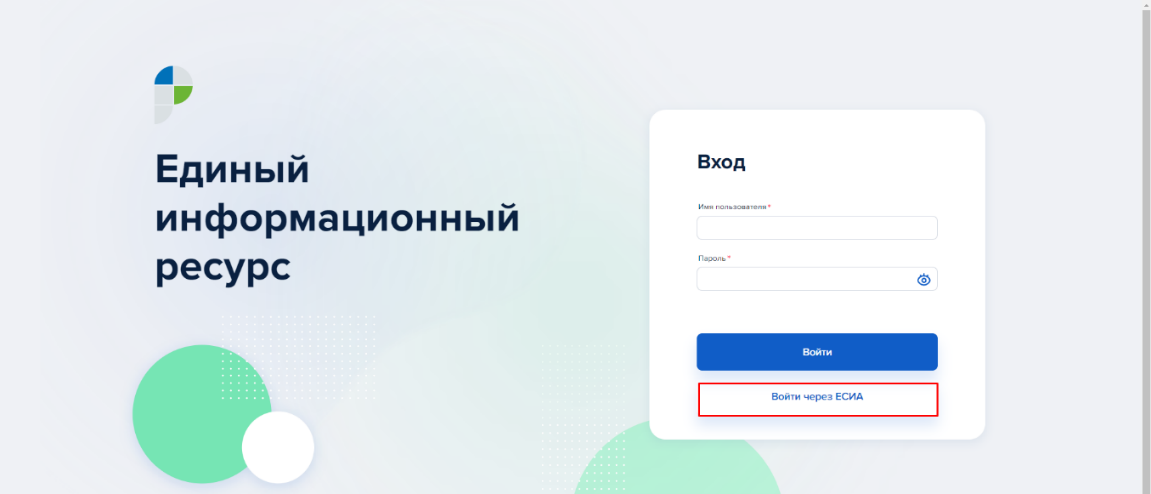 Единый
информационный
ресурс
Вход
Имя пользователя *
Пароль *
Войти
Войти через ЕСИА